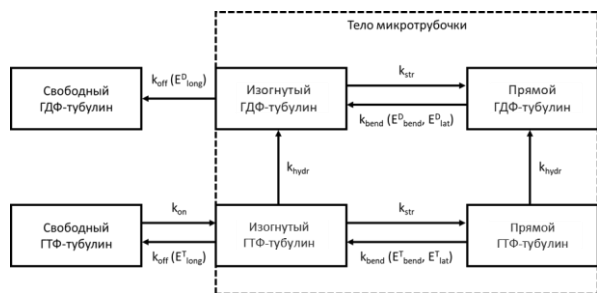 Тело микротрубочки
Свободный
ГДФ-тубулин
k_off (E^D_long)
Изогнутый
ГДФ-тубулин
k_str
k_bend (E^D_bend, E^D_lat)
Прямой
ГДФ-тубулин
k_hydr
k_hydr
Свободный
ГТФ-тубулин
k_on
k_off (E^T_long)
Изогнутый
ГТФ-тубулин
k_str
k_bend (E^T_bend, E^T_lat)
Прямой
ГТФ-тубулин